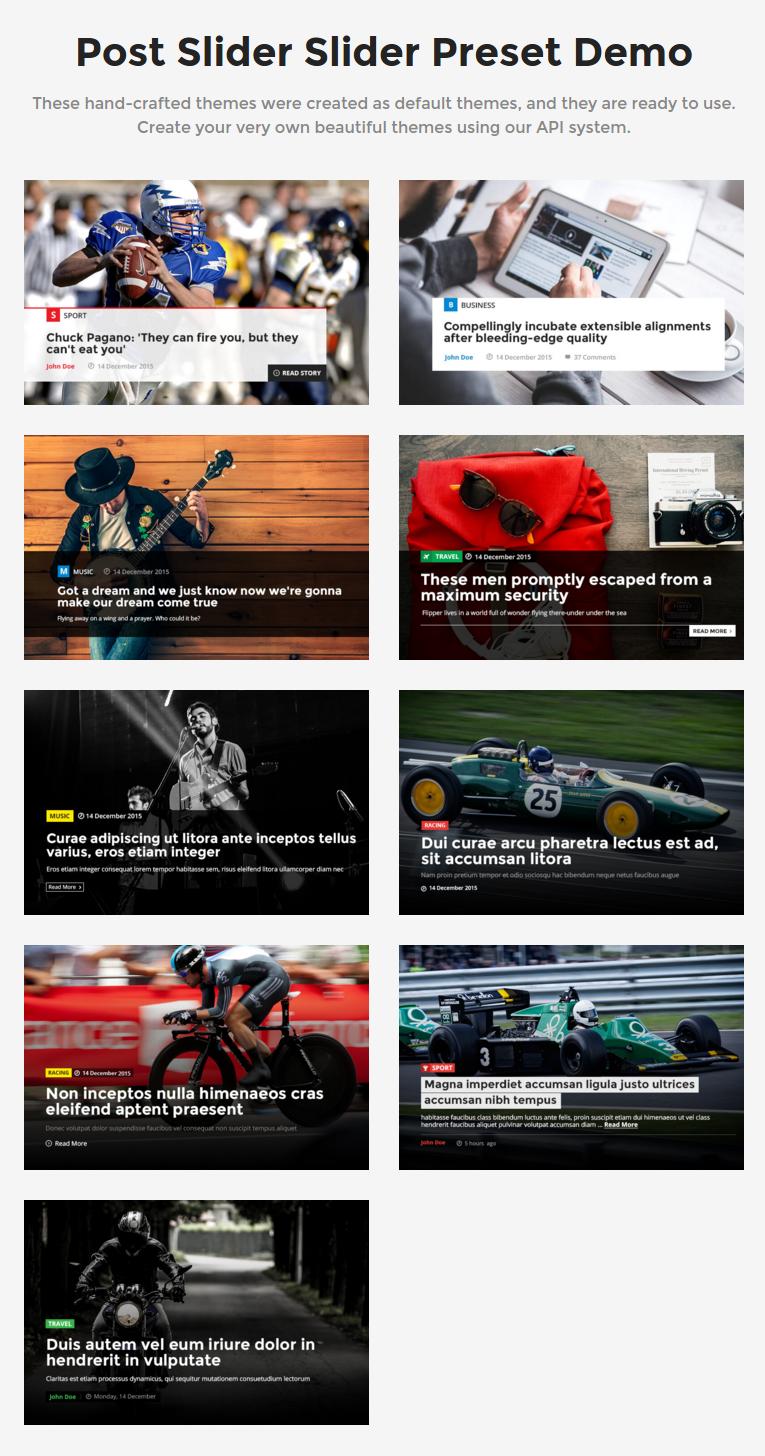 Post Slider Slider Preset Demo
These hand-crafted themes were created as default themes, and they are ready to use.
Create your very own beautiful themes using our API system.
S SPORT
Chuck Pagano: 'They can fire you, but they
can't eat you'
John Doe 14 December 2015
READ STORY
B BUSINESS
Compellingly incubate extensible alignments
after bleeding-edge quality
John Doe 14 December 2015 37 Comments
M MUSIC 14 December 2015
Got a dream and we just know now we're gonna
make our dream come true
Flying away on a wing and a prayer. Who could it be?
International Driving Permit
TRAVEL 14 December 2015
These men promptly escaped from a
maximum security
Flipper lives in a world full of wonder flying there-under under the sea
READ MORE
MUSIC 14 December 2015
Curae adipiscing ut litora ante inceptos tellus
varius, eros etiam integer
Eros etiam integer consequat lorem tempor habitasse sem, risus eleifend litora ullamcorper diam nec
Read More
25
RACING
Dui curae arcu pharetra lectus est ad,
sit accumsan litora
Nam proin pretium tempor et odio sociosqu hac bibendum neque netus faucibus augue
14 December 2015
RACING 14 December 2015
Non inceptos nulla himenaeos cras
eleifend aptent praesent
Donec volutpat dolor suspendisse faucibus vel consequat non suscipit tempus aliquet
Read More
3
SPORT
Magna imperdiet accumsan ligula justo ultrices
accumsan nibh tempus
habitasse faucibus class bibendum luctus ante felis, proin suscipit etiam dui himenaeos ut vel class
hendrerit faucibus aliquet pulvinar volutpat accumsan diam ... Read More
John Doe 5 hours ago
TRAVEL
Duis autem vel eum iriure dolor in
hendrerit in vulputate
Claritas est etiam processus dynamicus, qui sequitur mutationem consuetudium lectorum
John Doe Monday, 14 December